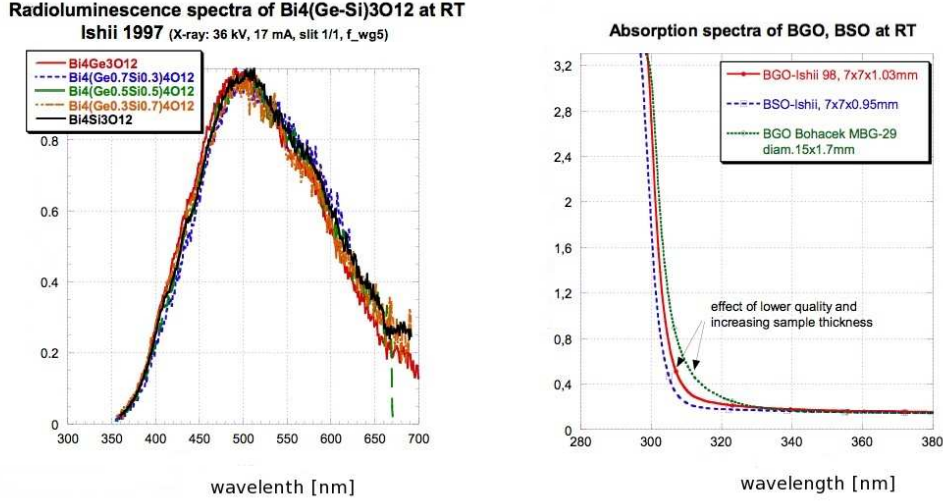 Radioluminescence spectra of Bi4(Ge-Si)3O12 at RT
Ishii 1997 (X-ray: 36 kV, 17 mA, slit 1/1, f_wg5)
Bi4Ge3O12
Bi4(Ge0.7Si0.3)4O12
Bi4(Ge0.5Si0.5)4O12
Bi4(Ge0.3Si0.7)4O12
Bi4Si3O12
0.8
0.6
0.4
0.2
0
300 350 400 450 500 550 600 650 700
wavelenth [nm]
Absorption spectra of BGO, BSO at RT
3,2
2,8
2,4
2
1,6
1,2
0,8
0,4
0
BGO-Ishii 98, 7x7x1.03mm
BSO-Ishii, 7x7x0.95mm
BGO Bohacek MBG-29
diam.15x1.7mm
effect of lower quality and
increasing sample thickness
280 300 320 340 360 380
wavelength [nm]